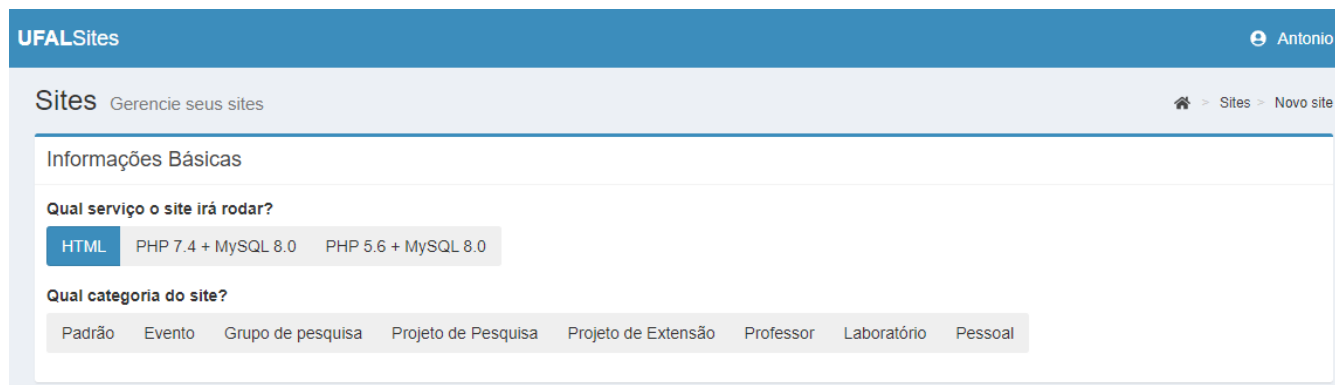 UFALSites Antonio
Sites Gerencie seus sites > Sites > Novo site
Informações Básicas
Qual serviço o site irá rodar?
HTML PHP 7.4 + MySQL 8.0 PHP 5.6 + MySQL 8.0
Qual categoria do site?
Padrão Evento Grupo de pesquisa Projeto de Pesquisa Projeto de Extensão Professor Laboratório Pessoal